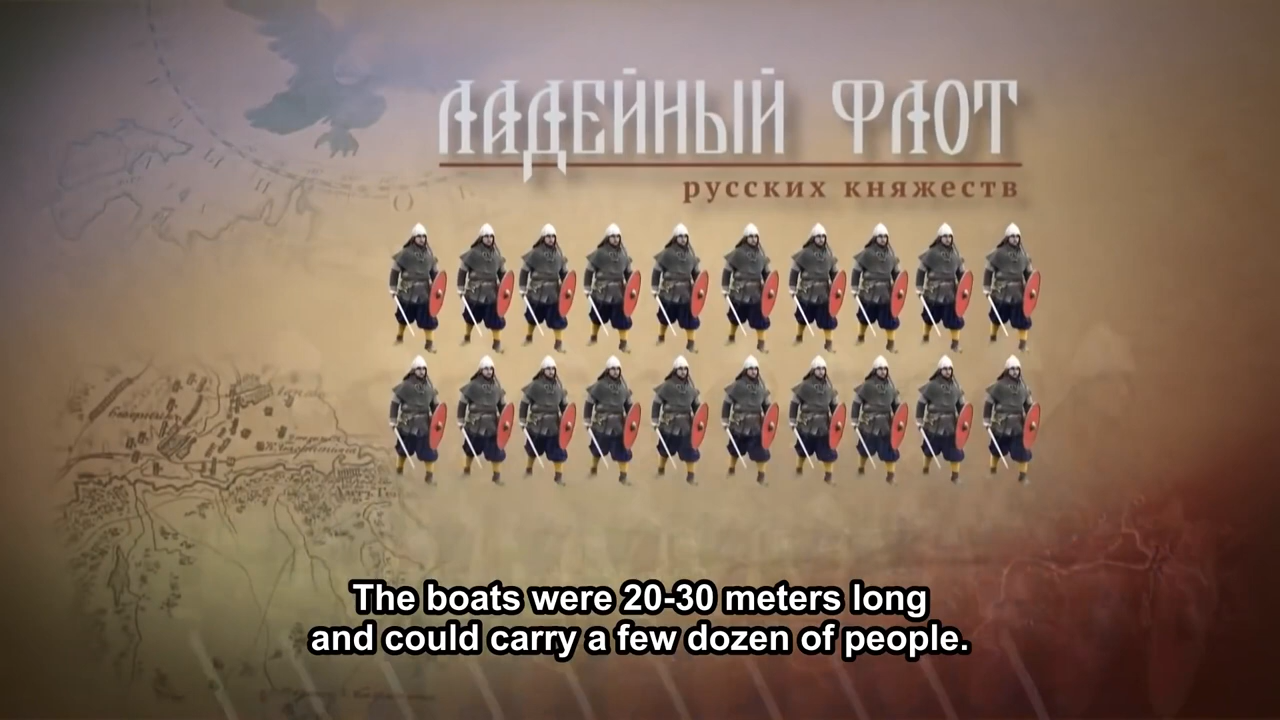 ЛАДЕЙНЫЙ ФЛОТ
русских княжеств
The boats were 20-30 meters long
and could carry a few dozen of people.